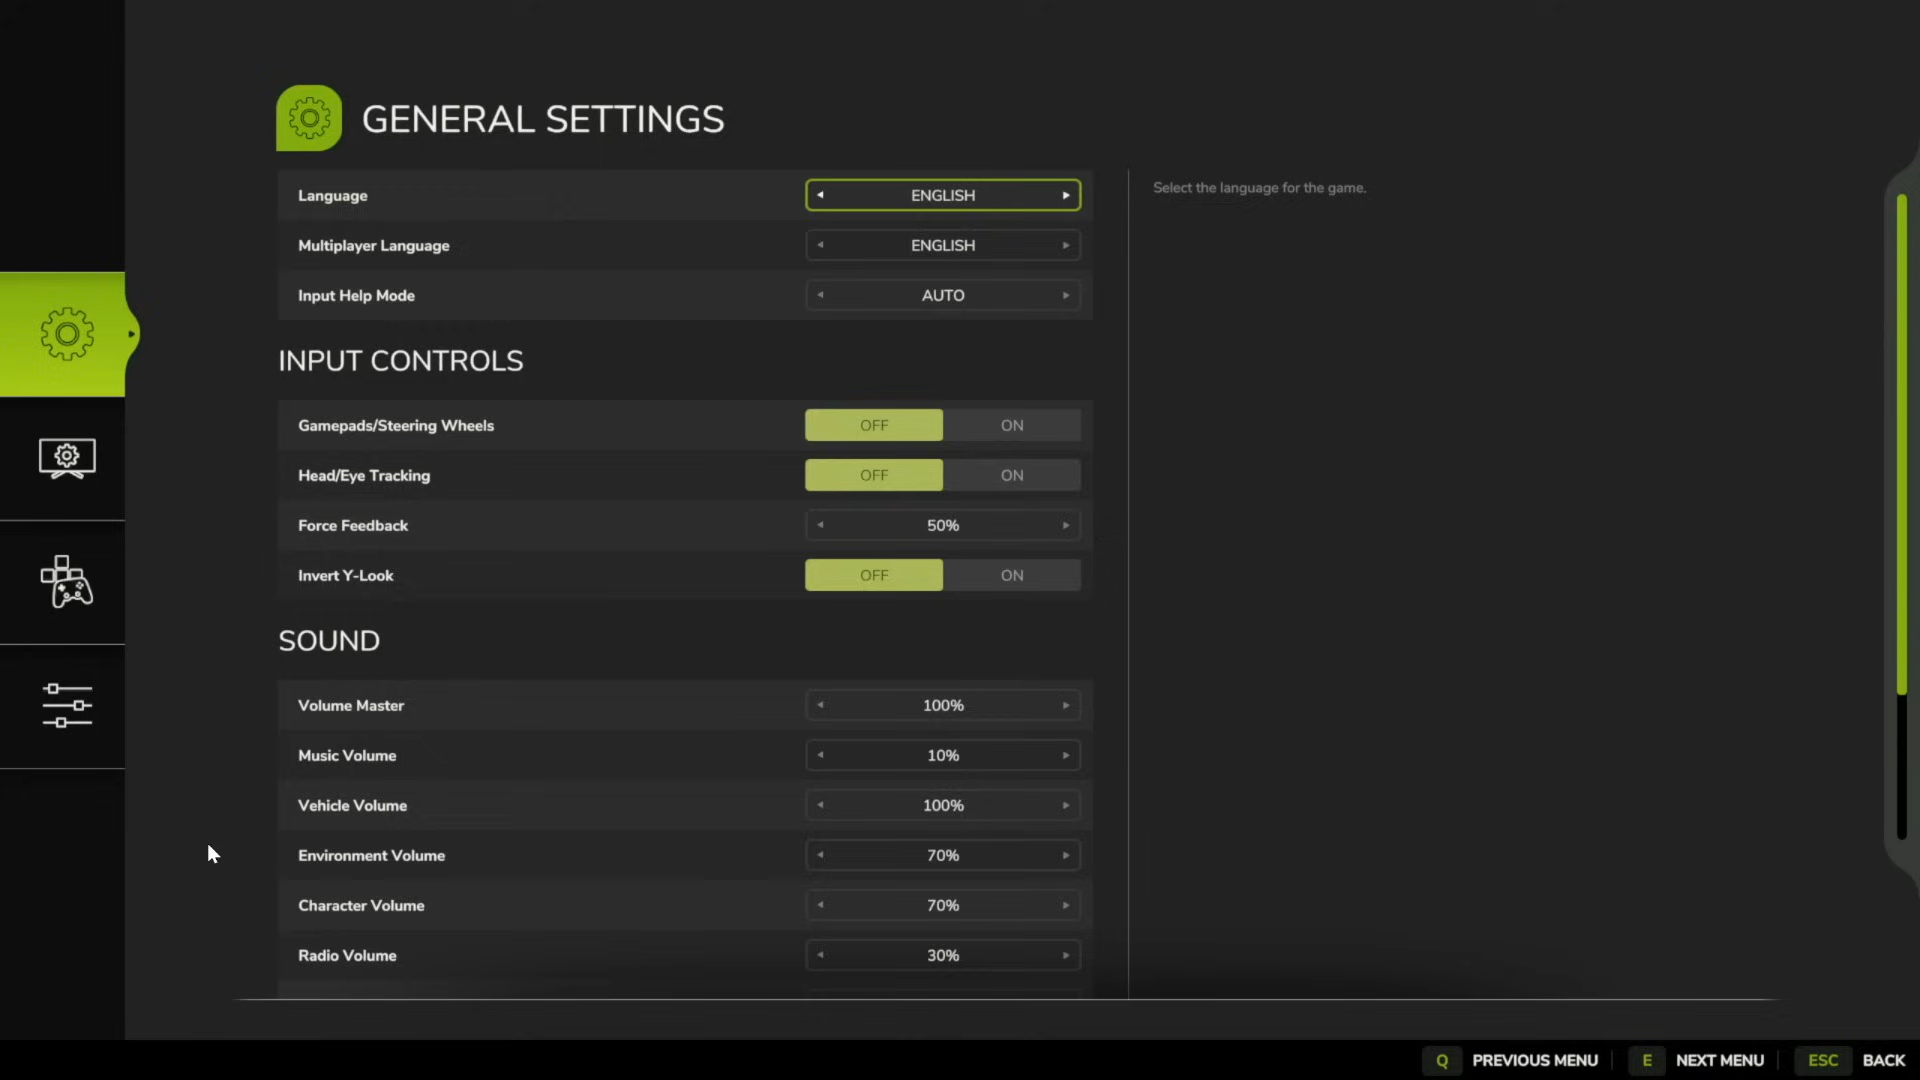 GENERAL SETTINGS
Language ENGLISH
Select the language for the game.
Multiplayer Language ENGLISH
Input Help Mode AUTO
INPUT CONTROLS
Gamepads/Steering Wheels OFF ON
Head/Eye Tracking OFF ON
Force Feedback 50%
Invert Y-Look OFF ON
SOUND
Volume Master 100%
Music Volume 10%
Vehicle Volume 100%
Environment Volume 70%
Character Volume 70%
Radio Volume 30%
Q PREVIOUS MENU E NEXT MENU ESC BACK